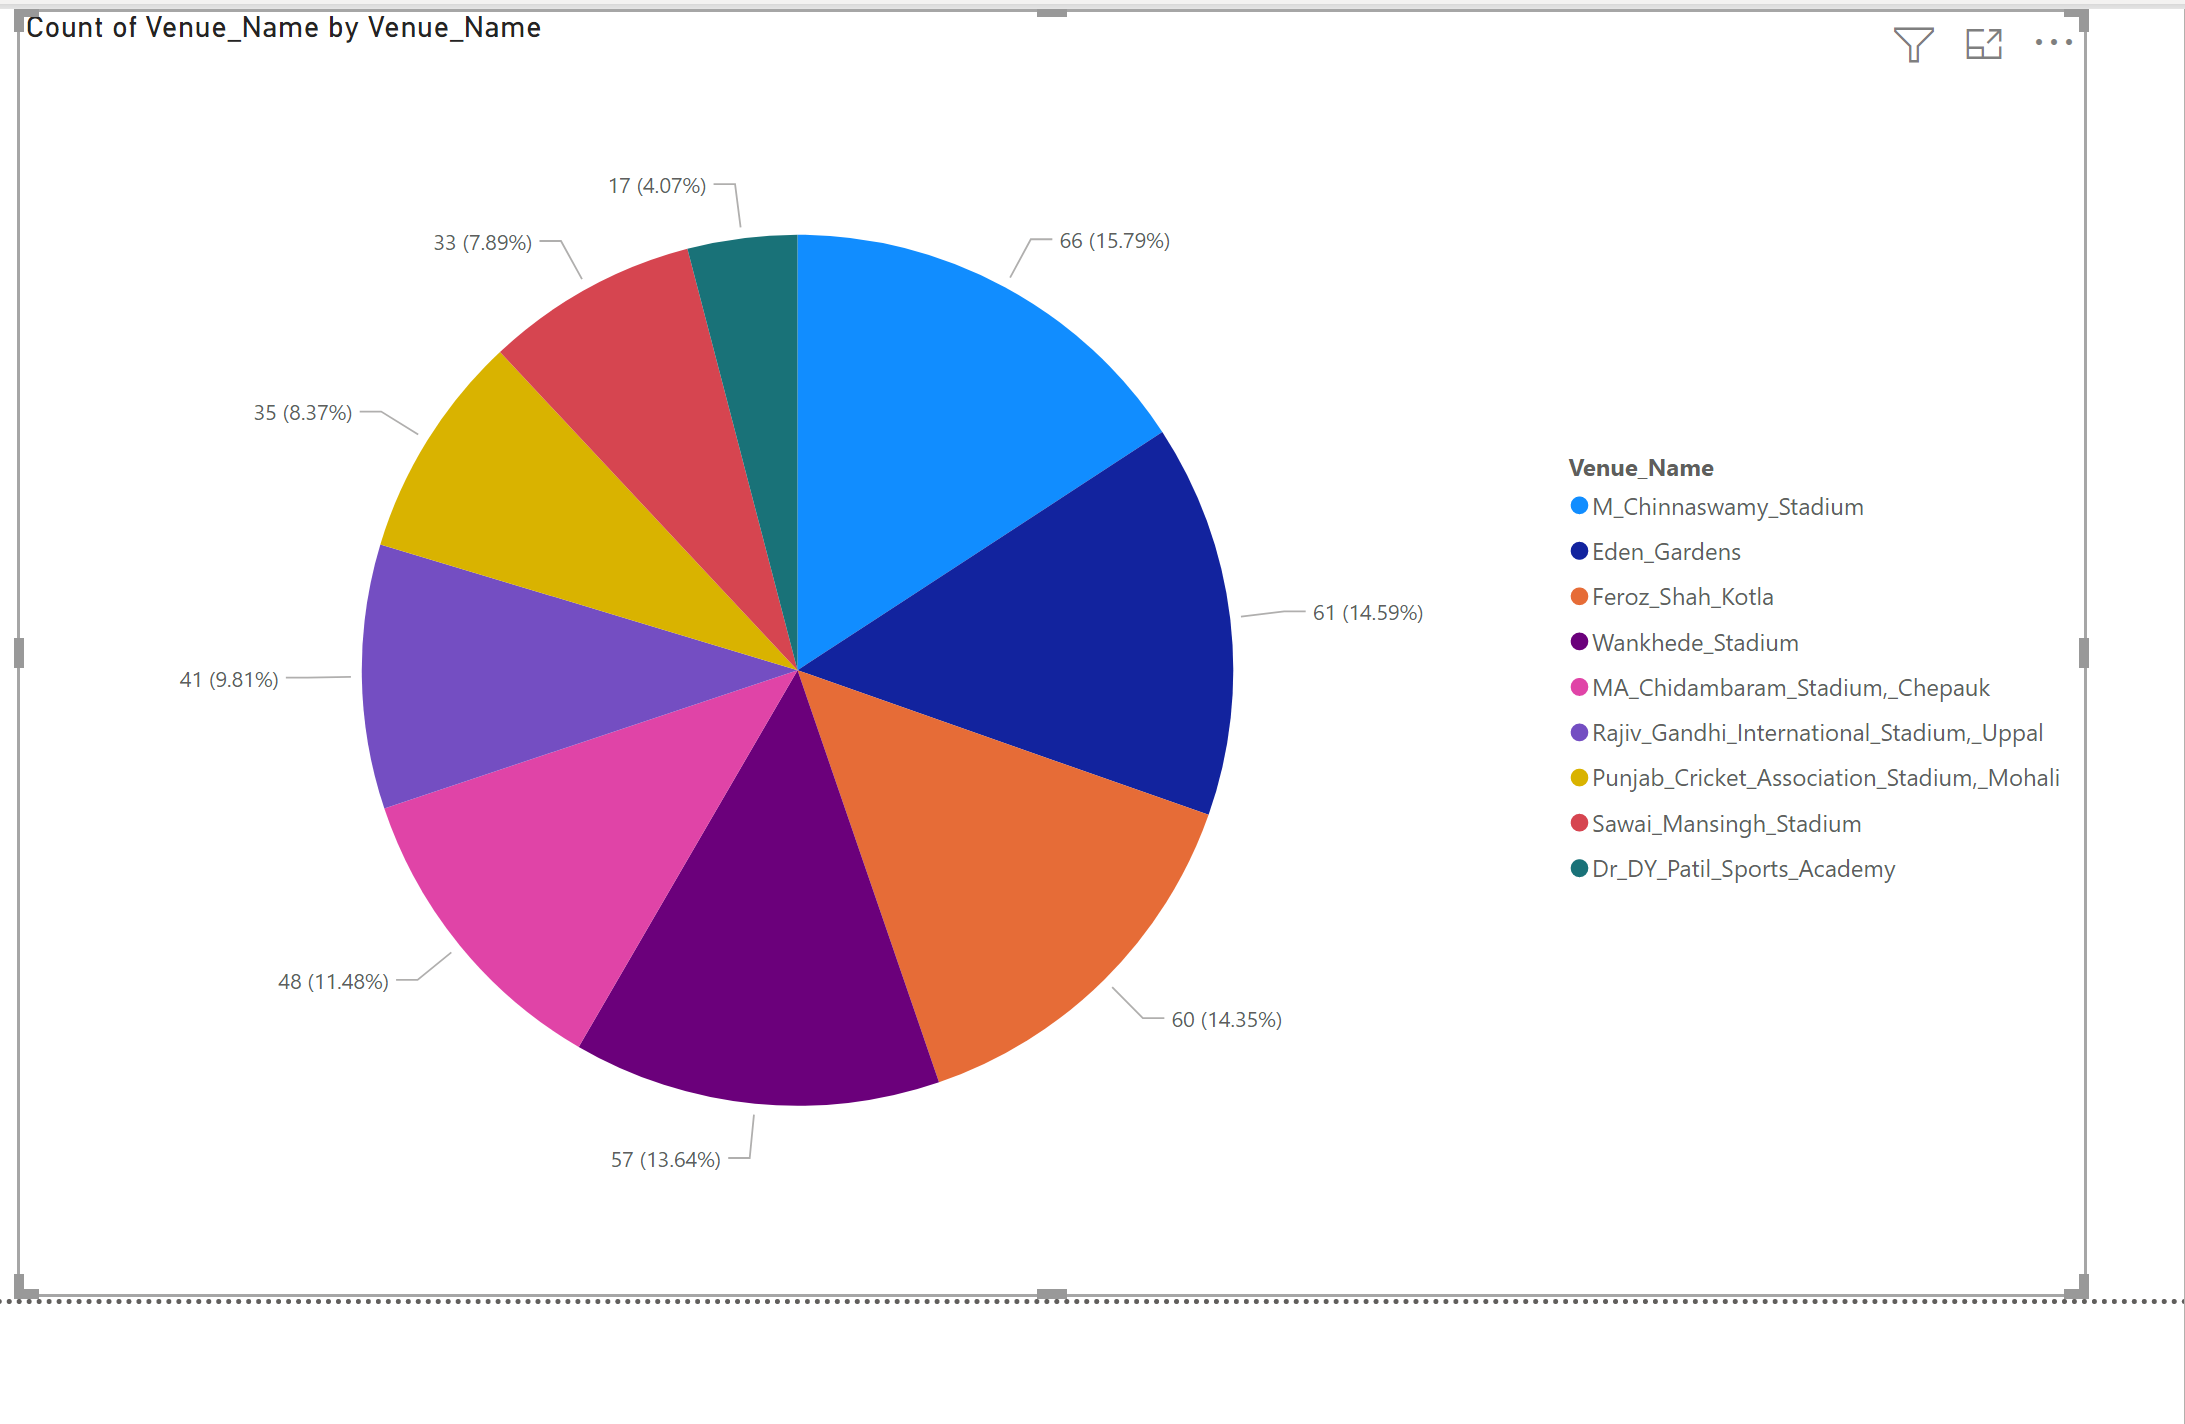 Count of Venue_Name by Venue_Name
17 (4.07%)
66 (15.79%)
33 (7.89%)
35 (8.37%)
61 (14.59%)
41 (9.81%)
48 (11.48%)
60 (14.35%)
57 (13.64%)
Venue_Name
M_Chinnaswamy_Stadium
Eden_Gardens
Feroz_Shah_Kotla
Wankhede_Stadium
MA_Chidambaram_Stadium,_Chepauk
Rajiv_Gandhi_International_Stadium,_Uppal
Punjab_Cricket_Association_Stadium,_Mohali
Sawai_Mansingh_Stadium
Dr_DY_Patil_Sports_Academy